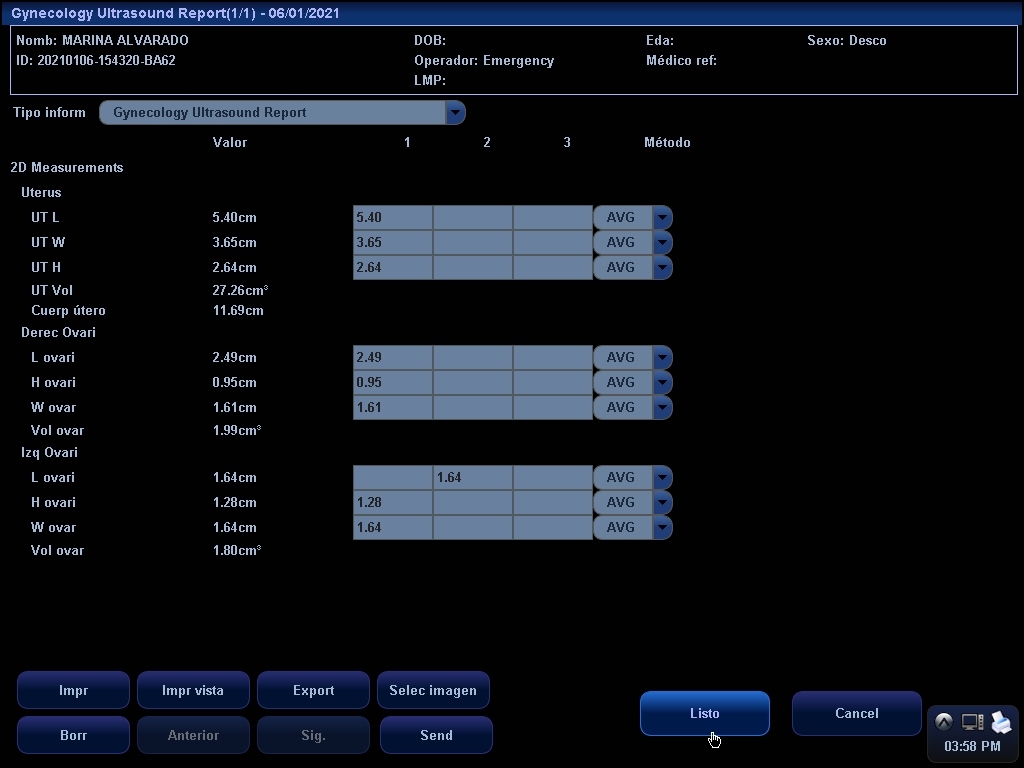 Gynecology Ultrasound Report(1/1) - 06/01/2021
Nomb: MARINA ALVARADO DOB: Eda: Sexo: Desco
ID: 20210106-154320-BA62 Operador: Emergency Médico ref:
LMP:
Tipo inform Gynecology Ultrasound Report
Valor 1 2 3 Método
2D Measurements
Uterus
UT L 5.40cm 5.40 AVG
UT W 3.65cm 3.65 AVG
UT H 2.64cm 2.64 AVG
UT Vol 27.26cm³
Cuerp útero 11.69cm
Derec Ovari
L ovari 2.49cm 2.49 AVG
H ovari 0.95cm 0.95 AVG
W ovar 1.61cm 1.61 AVG
Vol ovar 1.99cm³
Izq Ovari
L ovari 1.64cm 1.64 AVG
H ovari 1.28cm 1.28 AVG
W ovar 1.64cm 1.64 AVG
Vol ovar 1.80cm³
Impr Impr vista Export Selec imagen
Listo Cancel
Borr Anterior Sig. Send
03:58 PM